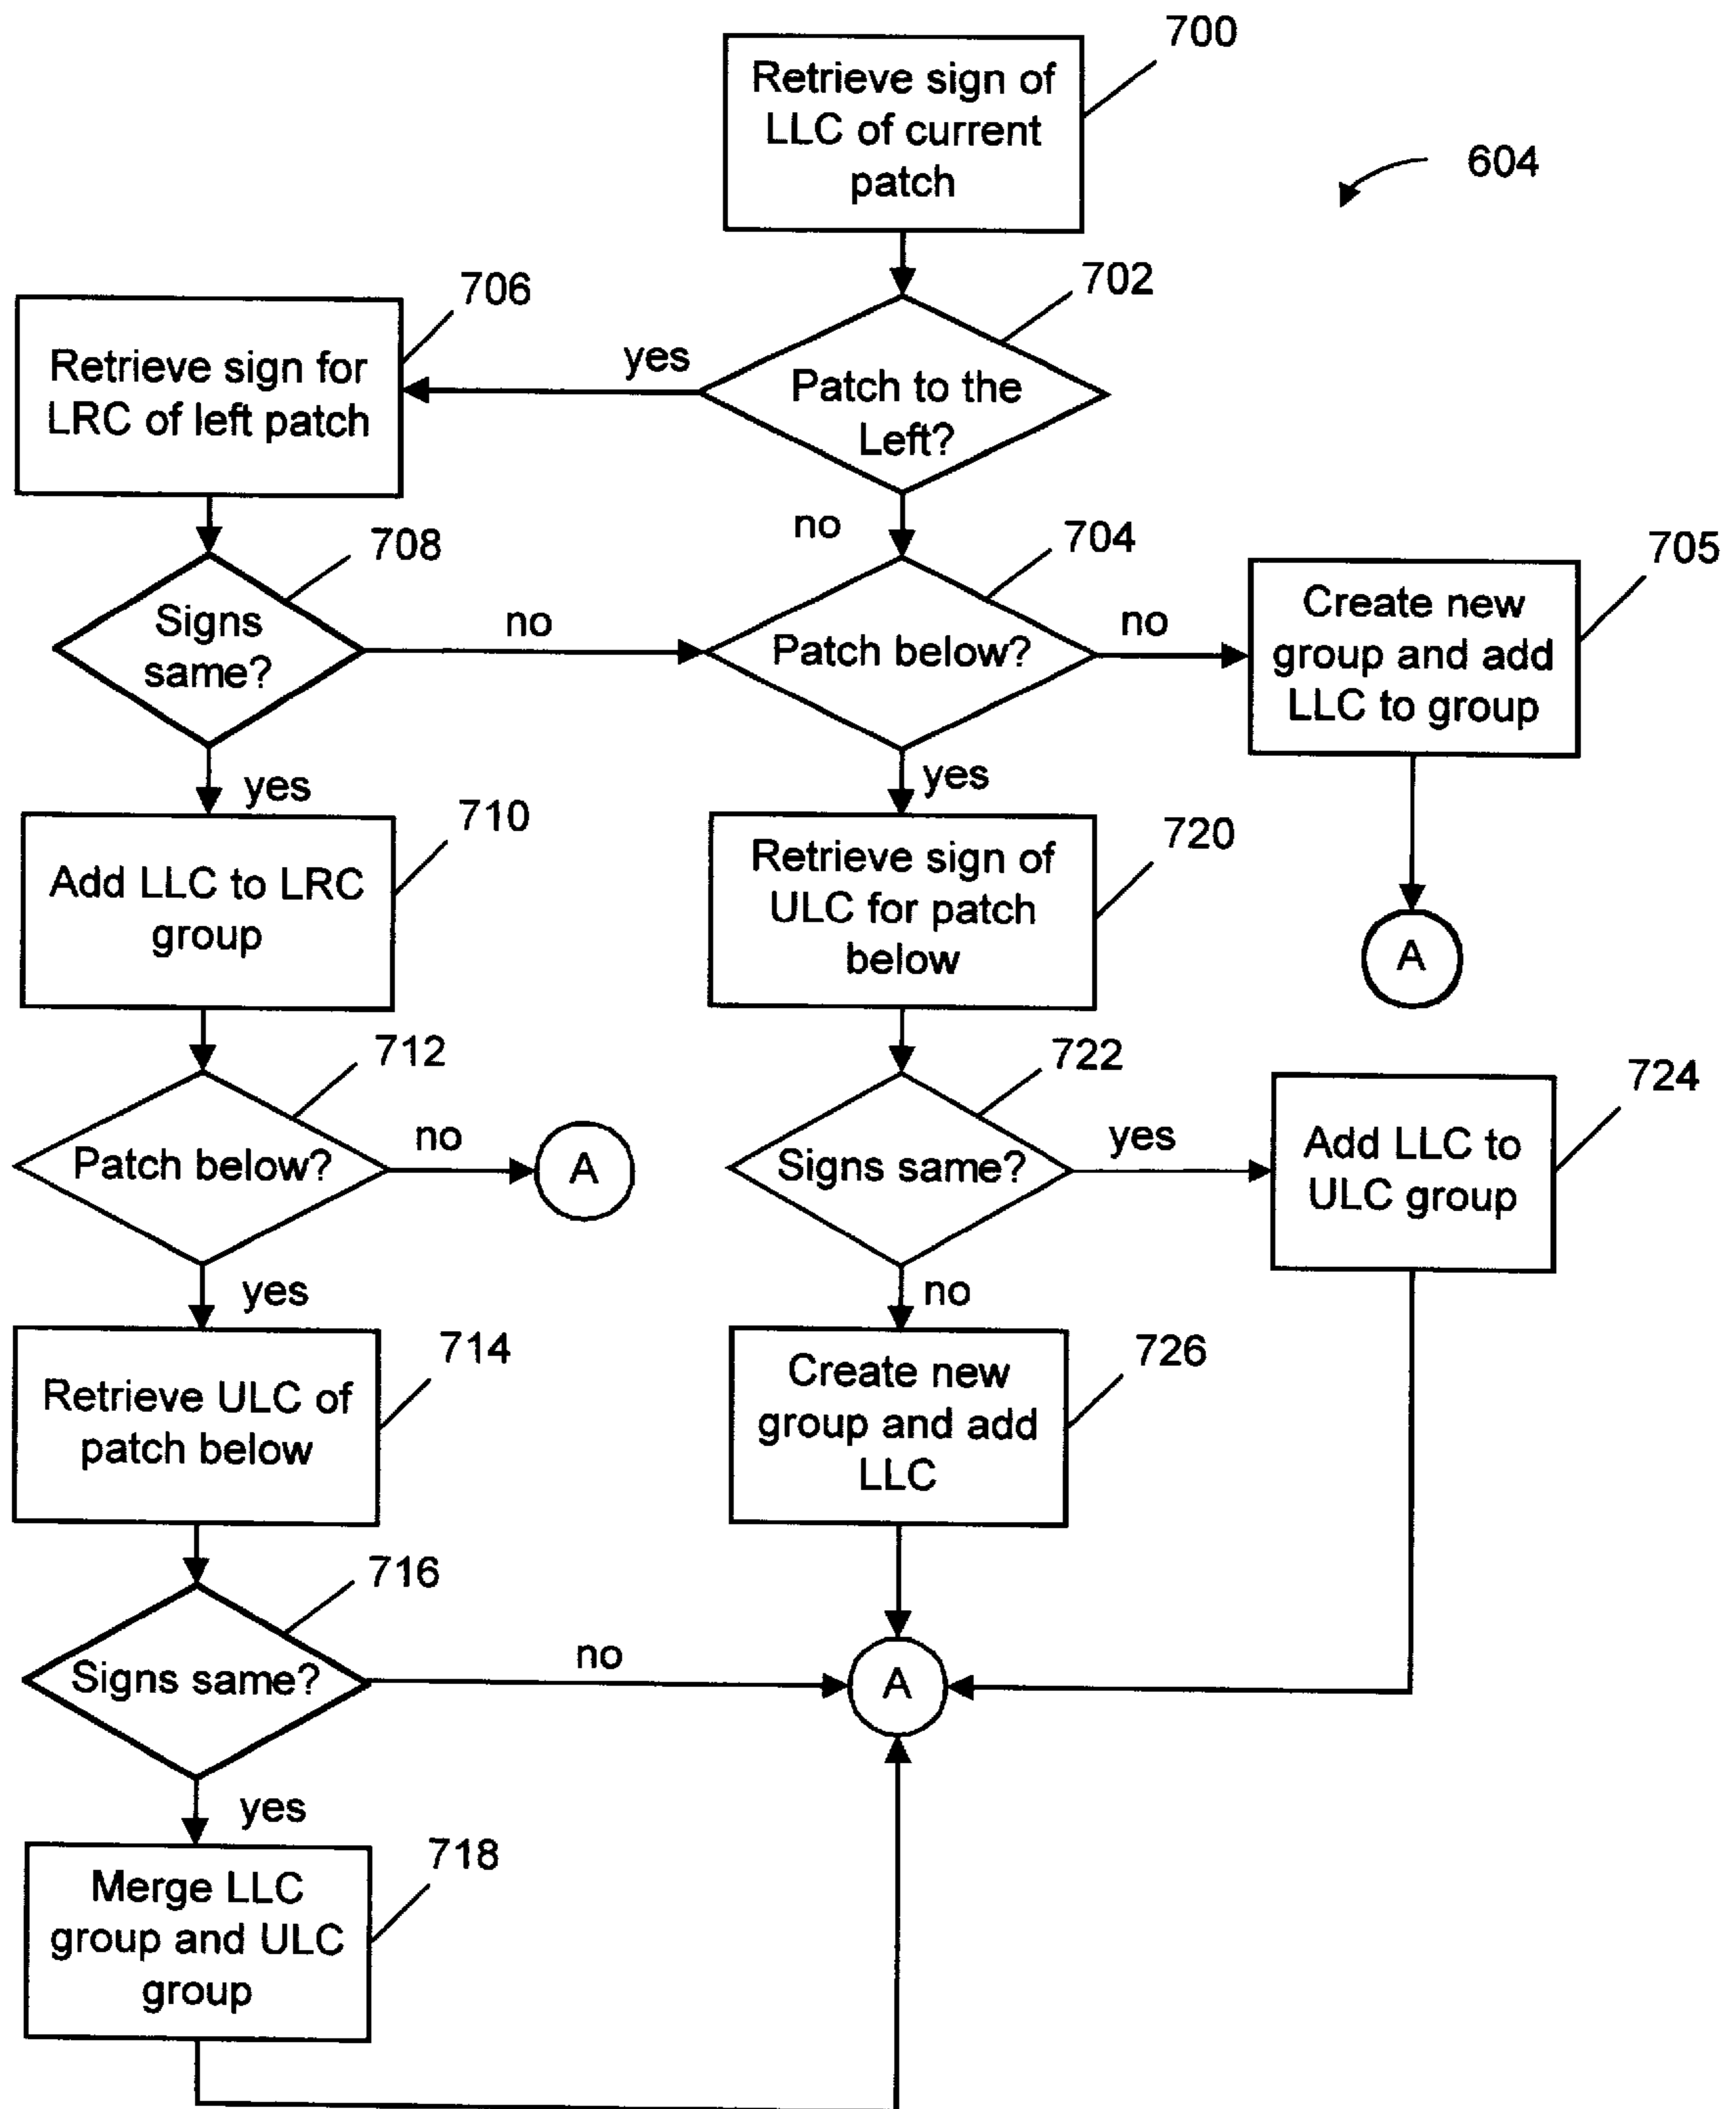 700
Retrieve sign of
LLC of current
patch
604
702
Patch to the
Left?
yes
no
706
Retrieve sign for
LRC of left patch
708
Signs
same?
no
yes
704
Patch below?
no
yes
705
Create new
group and add
LLC to group
A
710
Add LLC to LRC
group
720
Retrieve sign of
ULC for patch
below
712
Patch below?
no
A
yes
722
Signs same?
yes
no
724
Add LLC to
ULC group
714
Retrieve ULC of
patch below
726
Create new
group and add
LLC
716
Signs same?
no
A
yes
718
Merge LLC
group and ULC
group